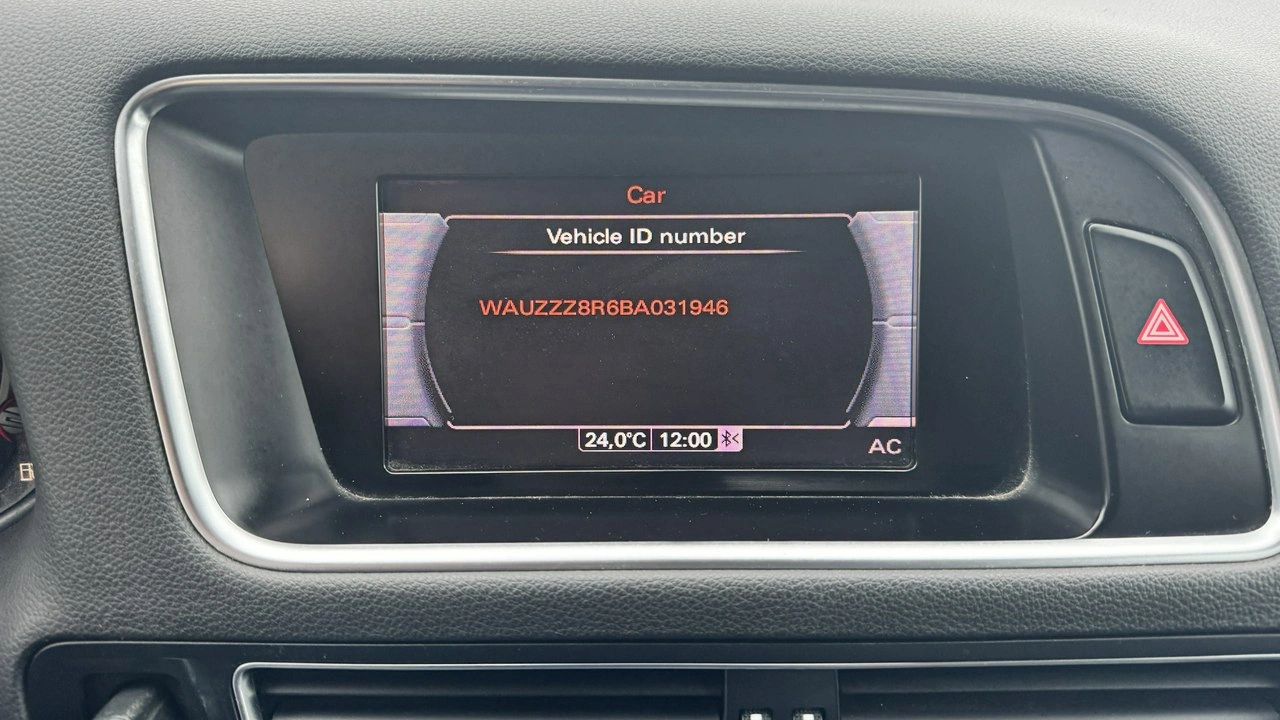 Car
Vehicle ID number
WAUZZZ8R6BA031946
24,0°C 12:00
AC